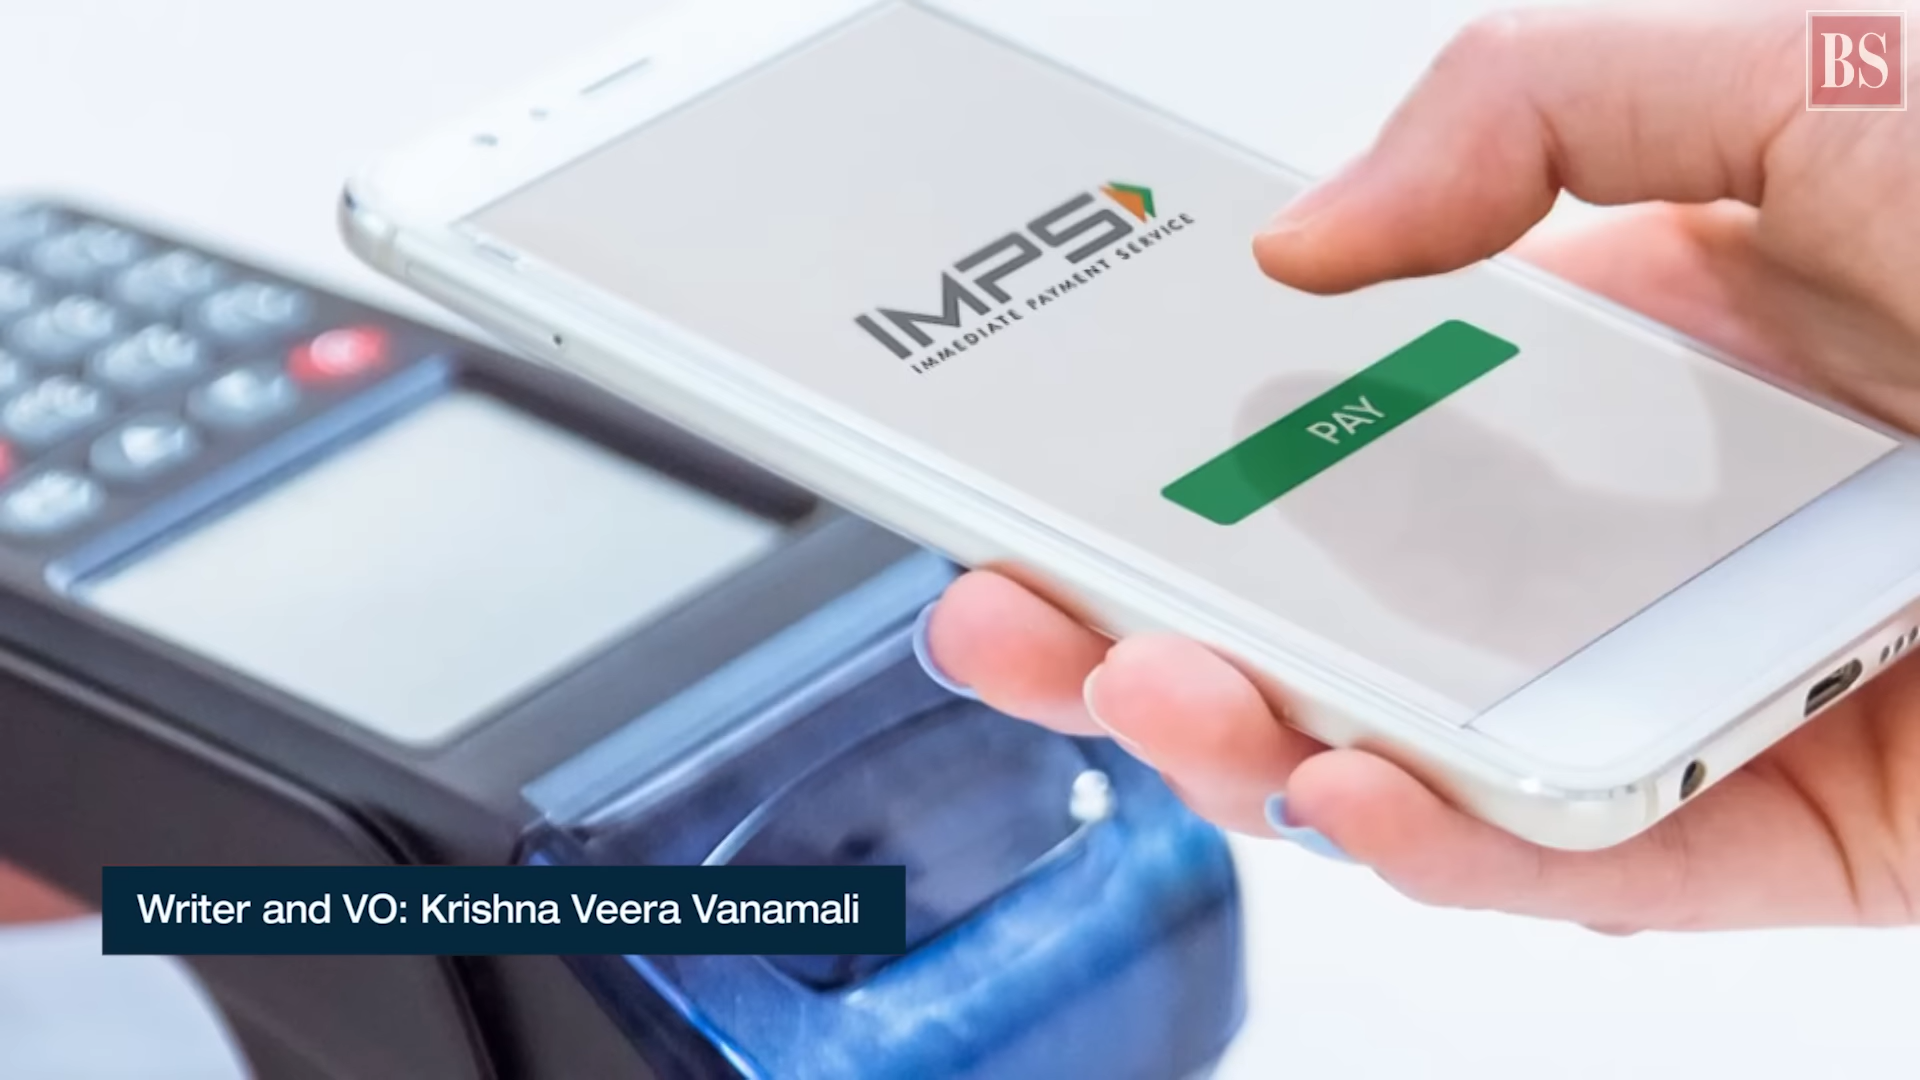 BS
IMPS
IMMEDIATE PAYMENT SERVICE
PAY
Writer and VO: Krishna Veera Vanamali